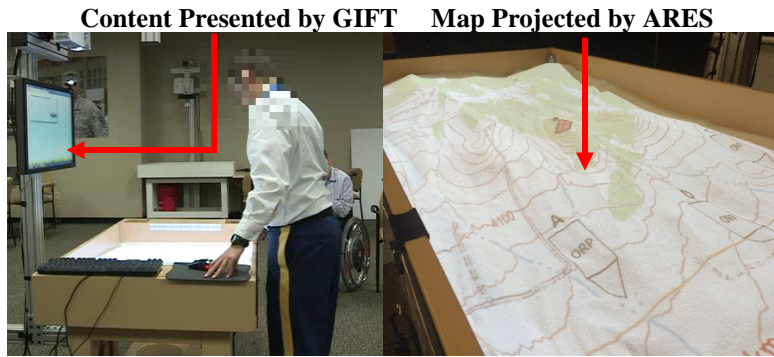 Content Presented by GIFT
Map Projected by ARES
4100
A
ORP